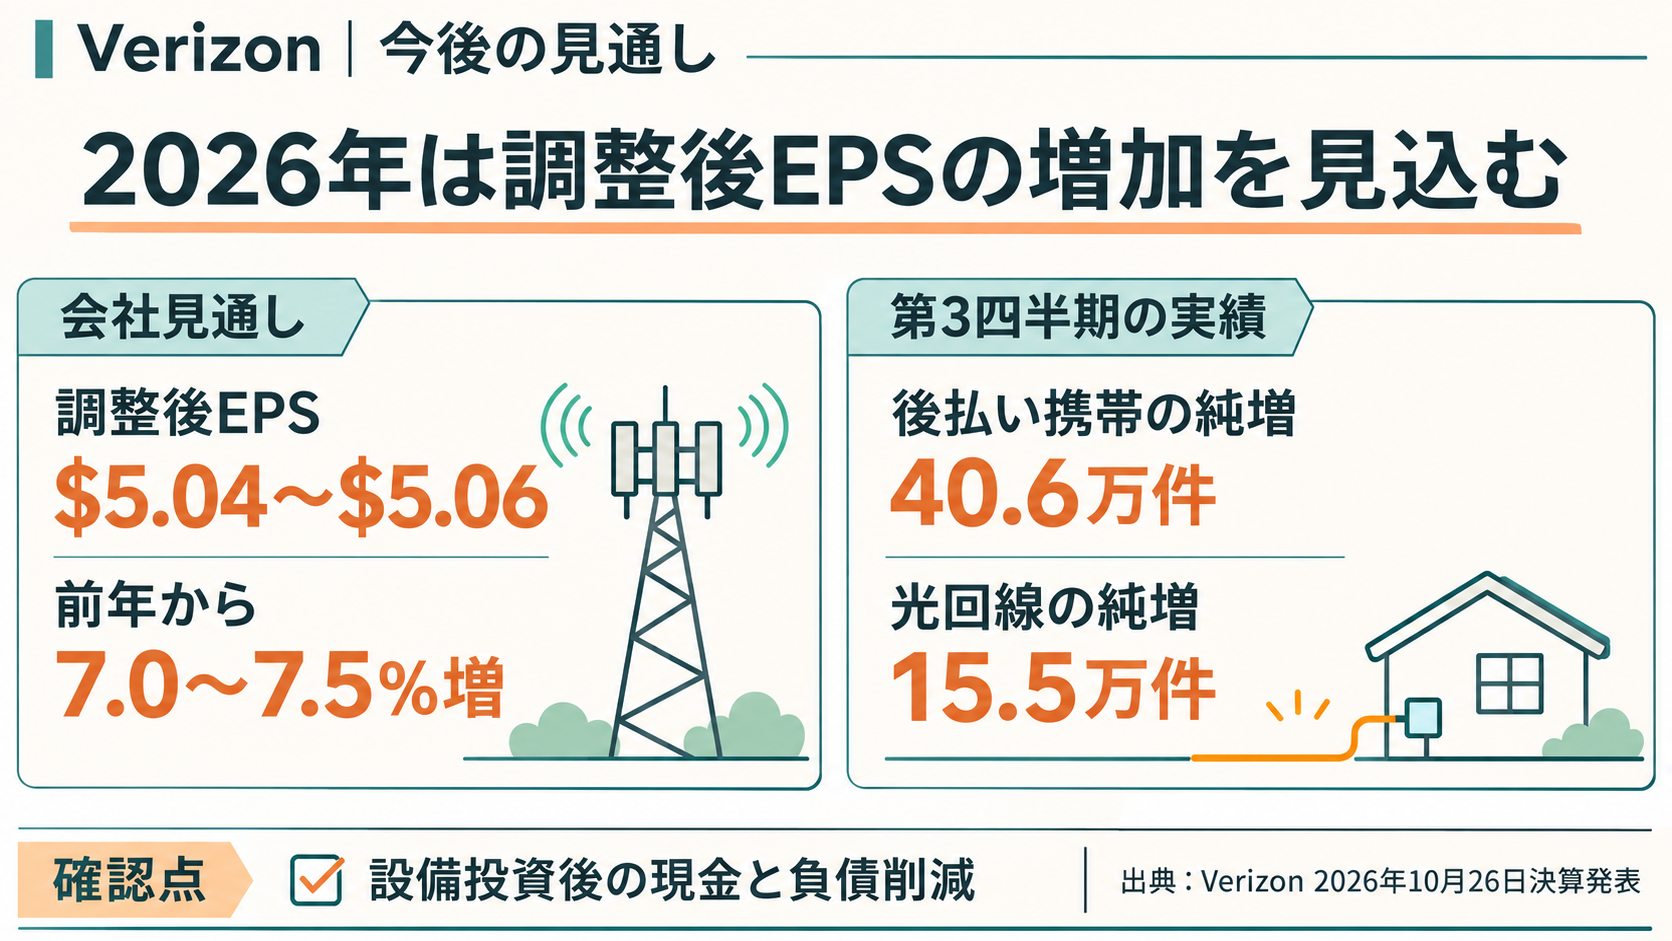 Verizon｜今後の見通し
2026年は調整後EPSの増加を見込む
会社見通し
調整後EPS
$5.04〜$5.06
前年から
7.0〜7.5%増
第3四半期の実績
後払い携帯の純増
40.6万件
光回線の純増
15.5万件
確認点
設備投資後の現金と負債削減
出典：Verizon 2026年10月26日決算発表